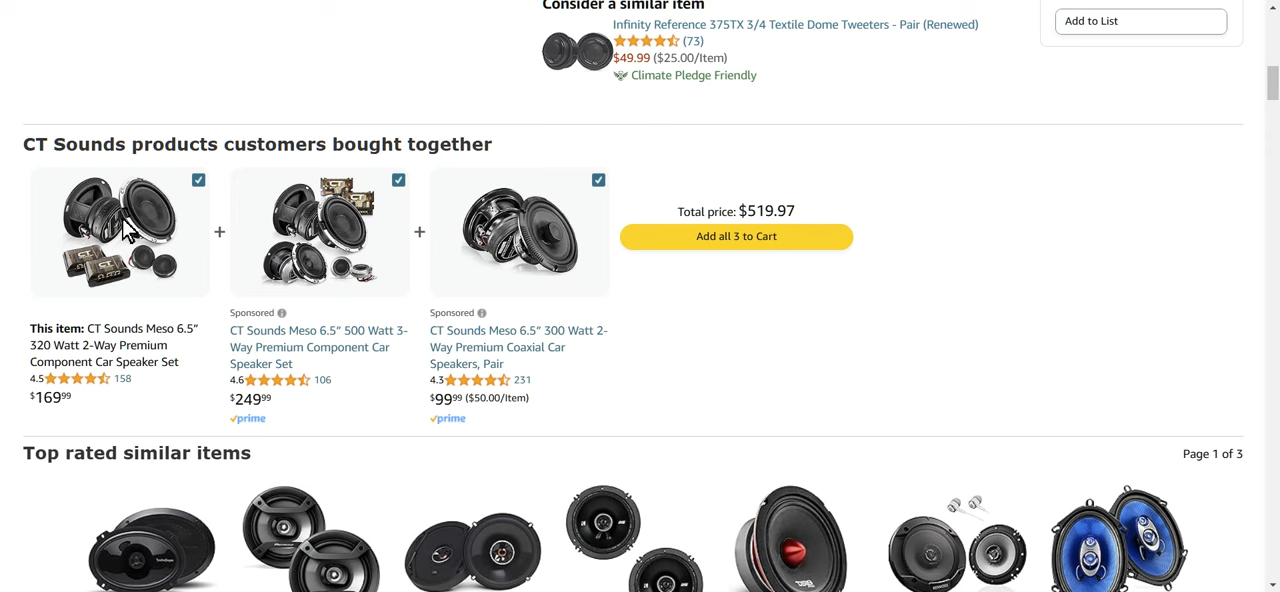 Consider a similar item
Infinity Reference 375TX 3/4 Textile Dome Tweeters - Pair (Renewed)
(73)
$49.99 ($25.00/Item)
Climate Pledge Friendly
Add to List
CT Sounds products customers bought together
+
+
Total price: $519.97
Add all 3 to Cart
This item: CT Sounds Meso 6.5”
320 Watt 2-Way Premium
Component Car Speaker Set
4.5 158
$169.99
Sponsored
CT Sounds Meso 6.5” 500 Watt 3-
Way Premium Component Car
Speaker Set
4.6 106
$249.99
prime
Sponsored
CT Sounds Meso 6.5” 300 Watt 2-
Way Premium Coaxial Car
Speakers, Pair
4.3 231
$99.99 ($50.00/Item)
prime
Top rated similar items
Page 1 of 3